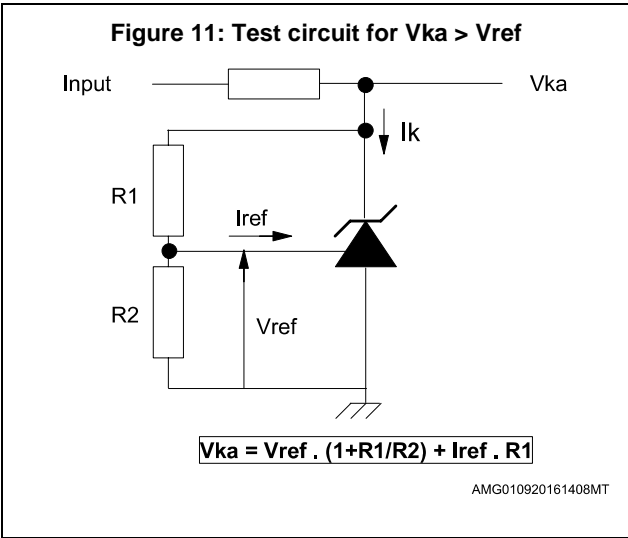 Figure 11: Test circuit for Vka > Vref
Input
Vka
Ik
R1
Iref
R2
Vref
Vka = Vref . (1+R1/R2) + Iref . R1
AMG010920161408MT